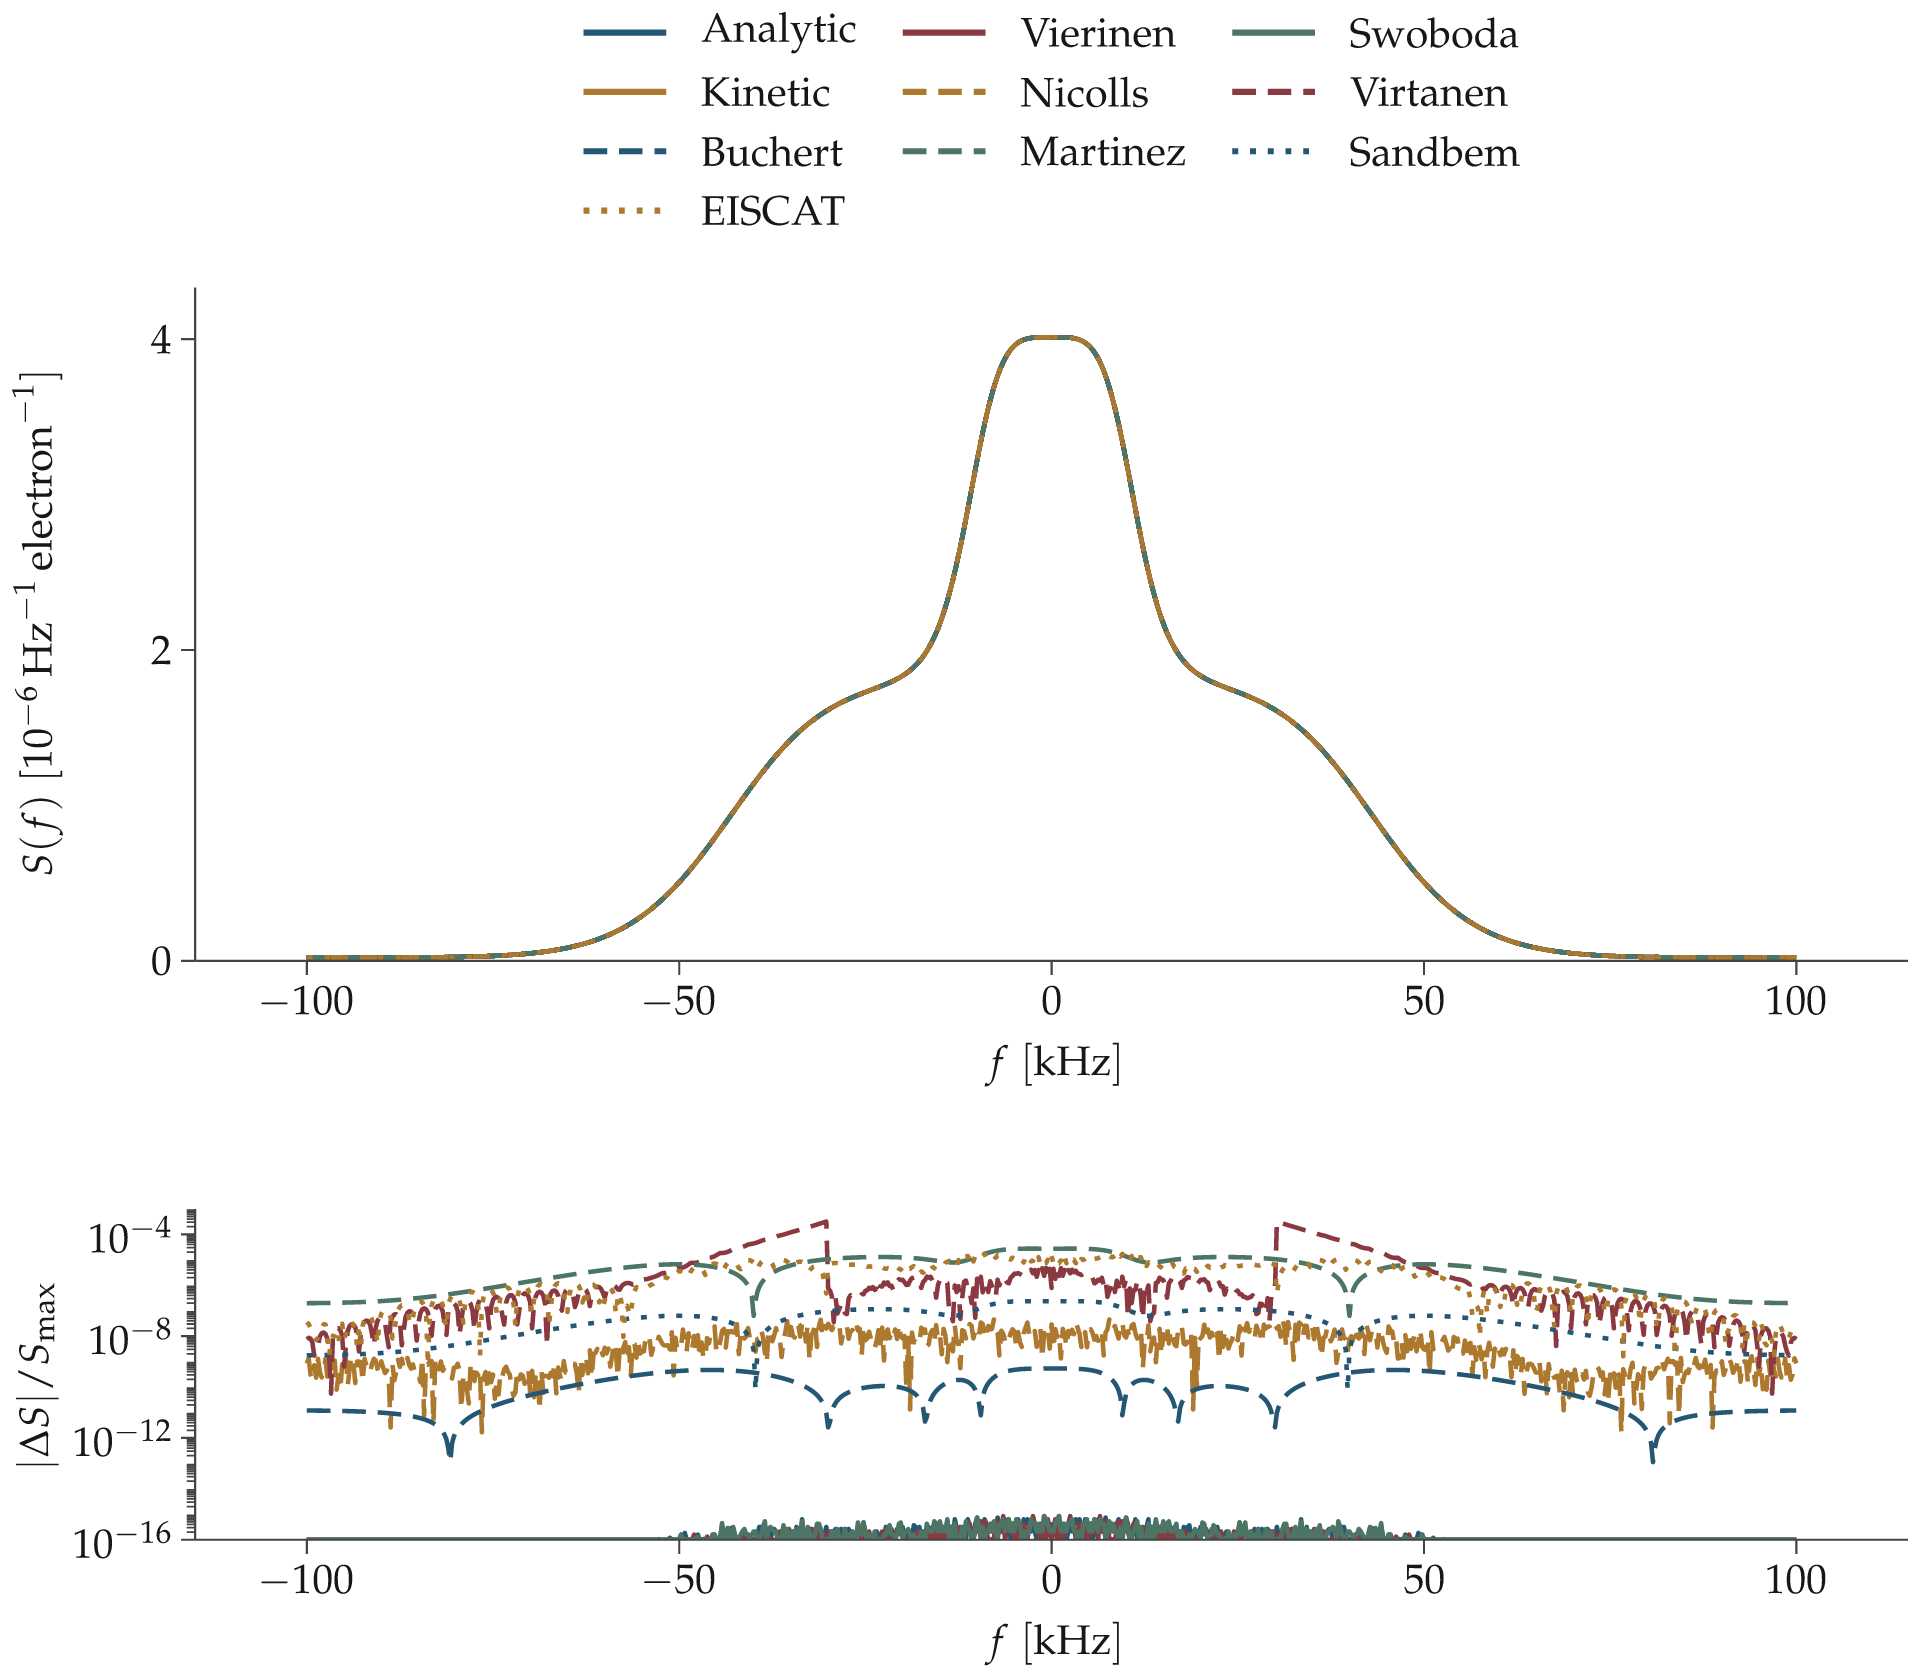 Analytic Vierinen Swoboda
Kinetic Nicolls Virtanen
Buchert Martinez Sandbem
EISCAT
S(f) [10⁻⁶ Hz⁻¹ electron⁻¹]
4
2
0
−100 −50 0 50 100
f [kHz]
|ΔS|/S_max
10⁻⁴
10⁻⁸
10⁻¹²
10⁻¹⁶
−100 −50 0 50 100
f [kHz]